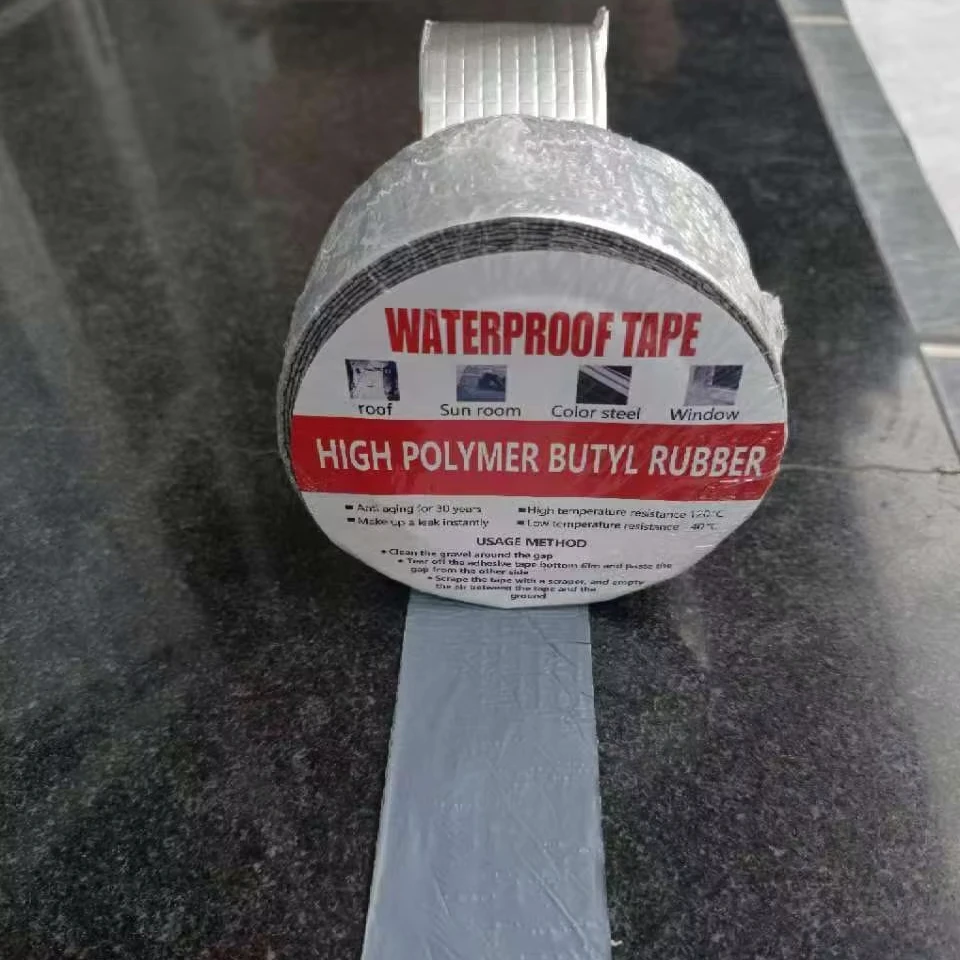 WATERPROOF TAPE
roof Sun room Color steel Window
HIGH POLYMER BUTYL RUBBER
Anti aging for 30 years High temperature resistance 120°C
Make up a leak instantly Low temperature resistance -40°C
USAGE METHOD
Clean the gravel around the gap
Tear off the adhesive tape bottom film and paste the
gap from the other side
Scrape the tape with a scraper, and empty
the air between the tape and the
ground